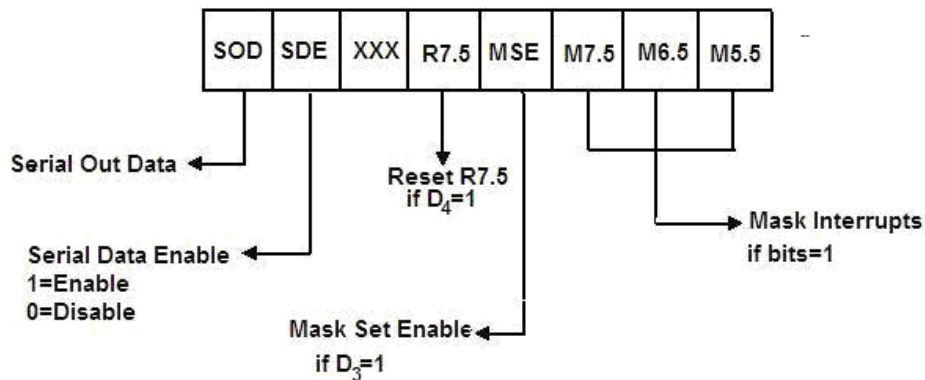 SOD SDE XXX R7.5 MSE M7.5 M6.5 M5.5
Serial Out Data
Reset R7.5
if D4=1
Mask Interrupts
if bits=1
Serial Data Enable
1=Enable
0=Disable
Mask Set Enable
if D3=1